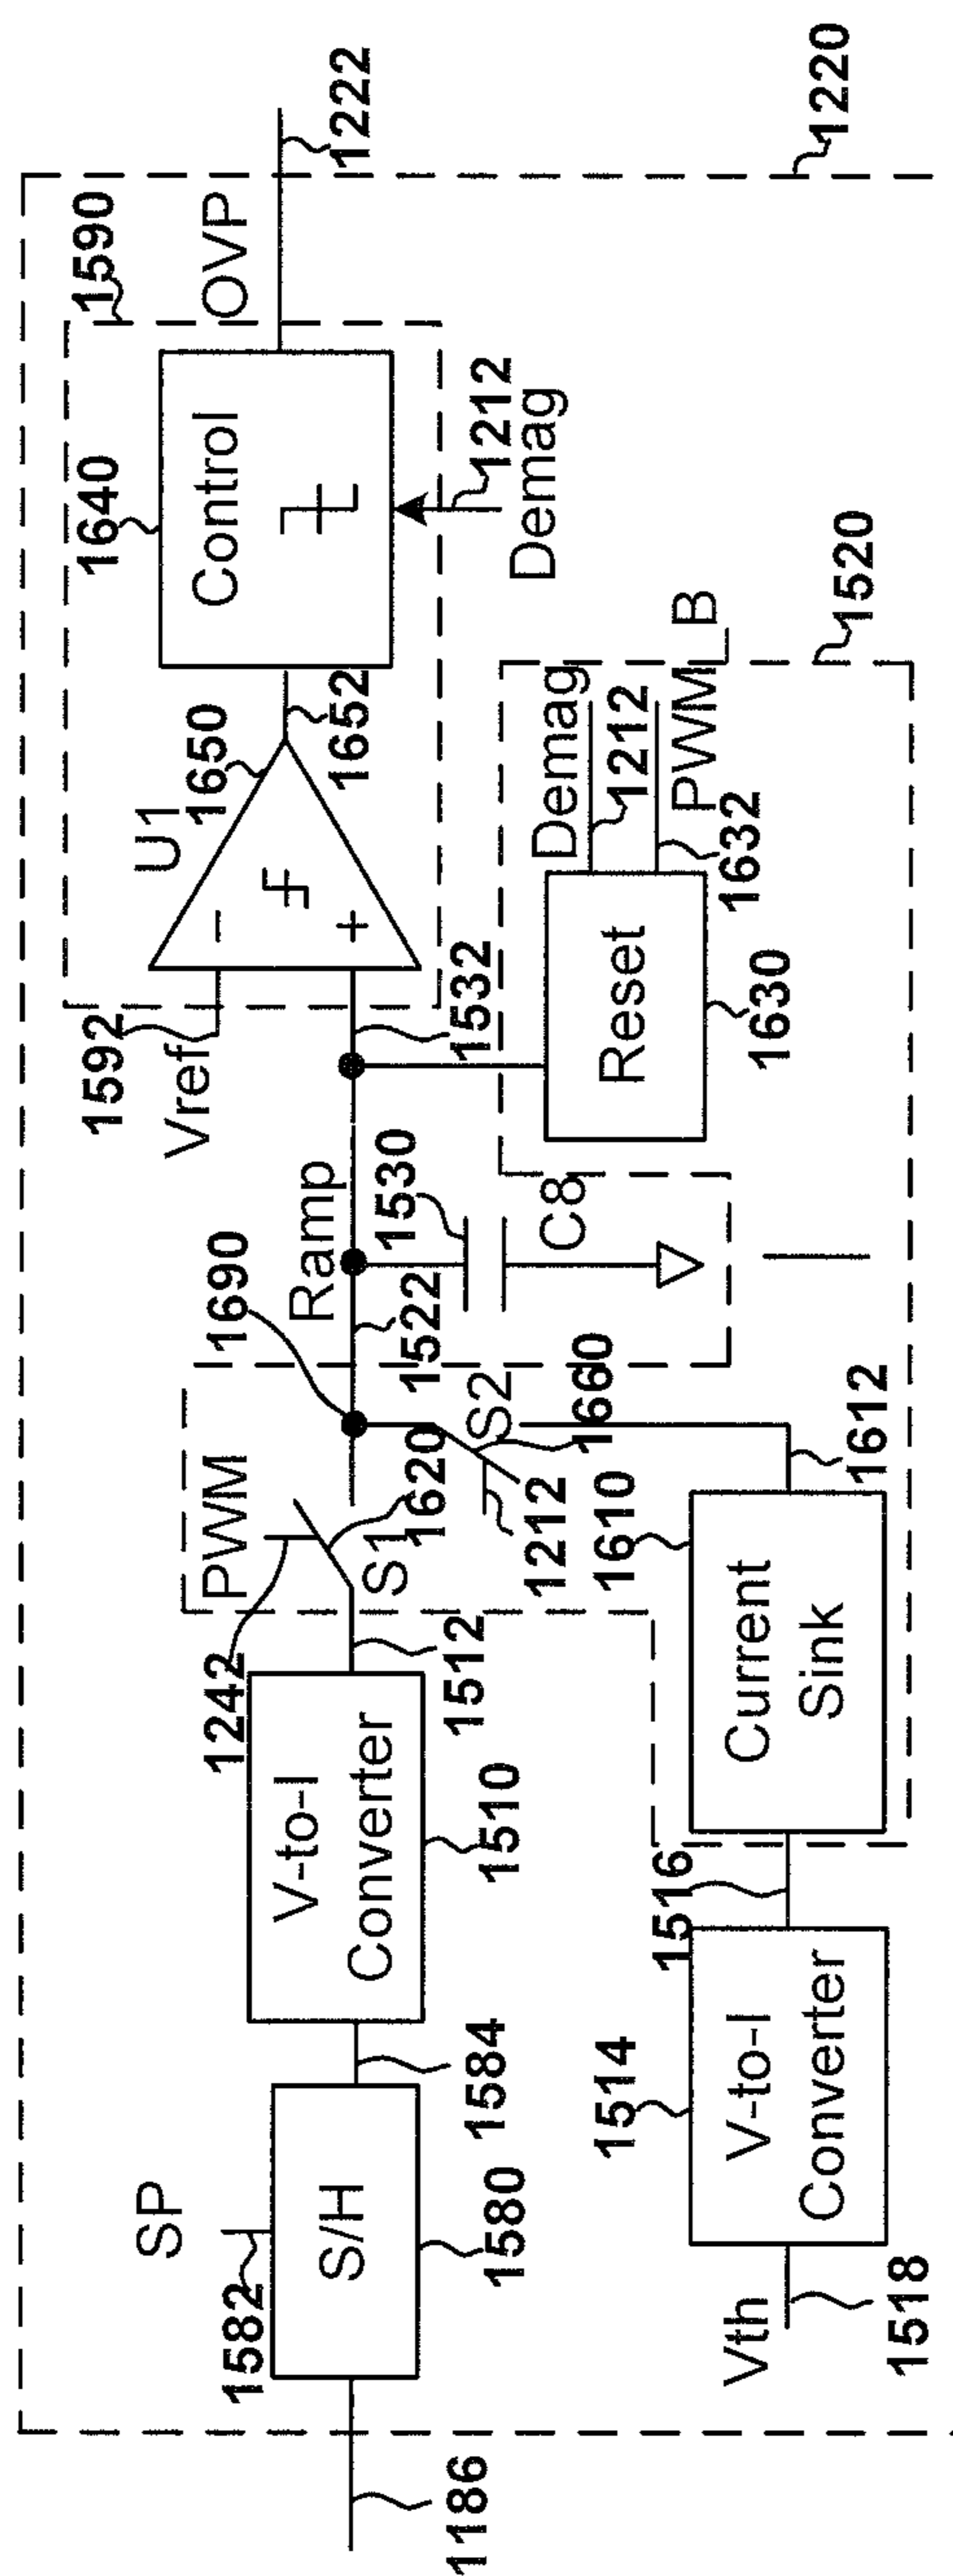 1186
SP
1582
S/H
1580
1584
V-to-I
Converter
1510
1512
1242
PWM
S1
1620
1690
1522
Ramp
1530
C8
S2
1660
1212
1592
Vref
1532
U1
1650
−
+
1652
1640
Control
1590
OVP
1222
1212
Demag
1220
Reset
1630
Demag
1212
PWM_B
1632
1520
Vth
1518
V-to-I
Converter
1514
1516
Current
Sink
1610
1612